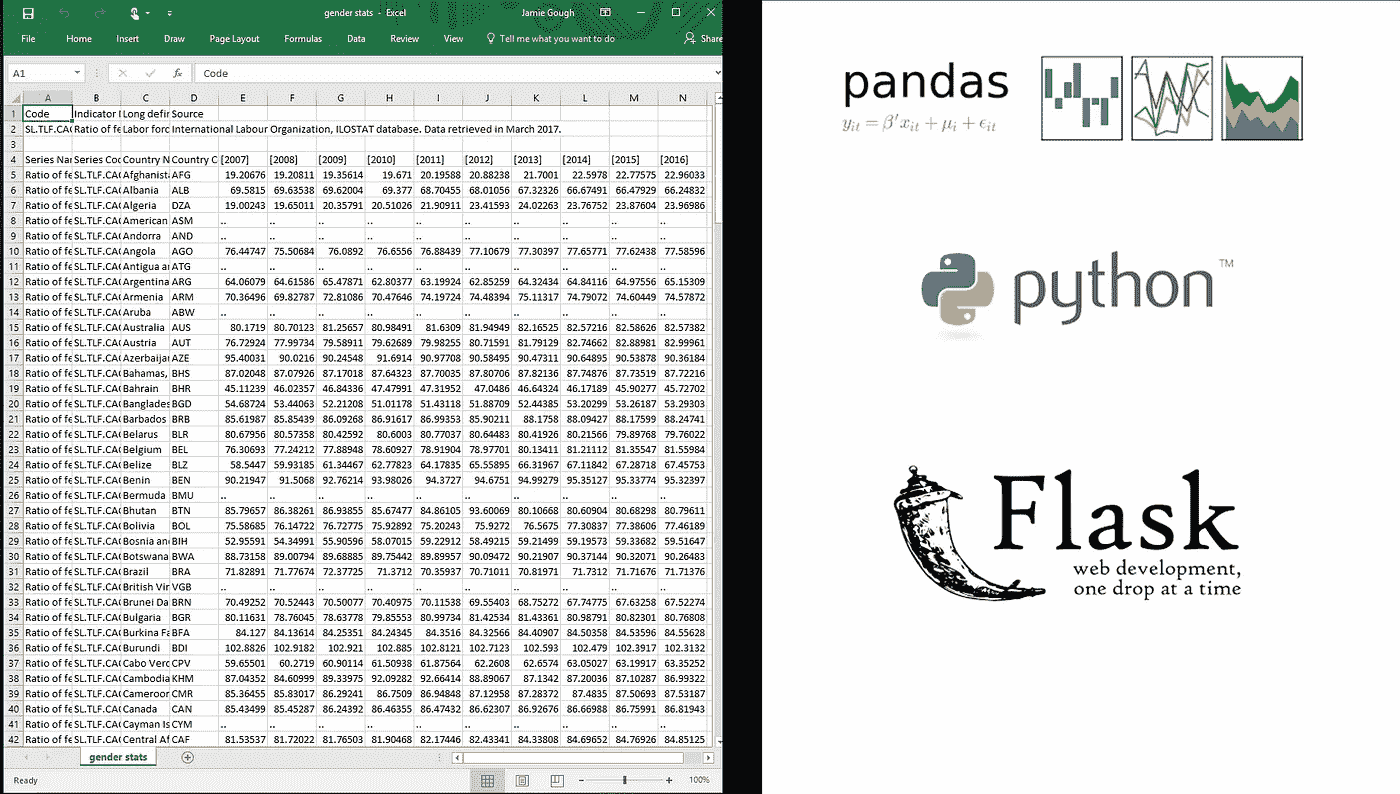 gender stats - Excel Jamie Gough
File Home Insert Draw Page Layout Formulas Data Review View Tell me what you want to do Share
A1 fx Code
A B C D E F G H I J K L M N
1 Code Indicator Long defir Source
2 SL.TLF.CAC Ratio of fe Labor forc International Labour Organization, ILOSTAT database. Data retrieved in March 2017.
3
4 Series Na Series Coc Country N Country C [2007] [2008] [2009] [2010] [2011] [2012] [2013] [2014] [2015] [2016]
5 Ratio of fe SL.TLF.CAC Afghanist AFG 19.20676 19.20811 19.35614 19.671 20.19588 20.88238 21.7001 22.5978 22.77575 22.96033
6 Ratio of fe SL.TLF.CAC Albania ALB 69.5815 69.63538 69.62004 69.377 68.70455 68.01056 67.32326 66.67491 66.47929 66.24832
7 Ratio of fe SL.TLF.CAC Algeria DZA 19.00243 19.65011 20.35791 20.51026 21.90911 23.41593 24.02263 23.76752 23.87604 23.96986
8 Ratio of fe SL.TLF.CAC American ASM .. .. .. .. .. .. .. .. .. ..
9 Ratio of fe SL.TLF.CAC Andorra AND .. .. .. .. .. .. .. .. .. ..
10 Ratio of fe SL.TLF.CAC Angola AGO 76.44747 75.50684 76.0892 76.6556 76.88439 77.10679 77.30397 77.65771 77.62438 77.58596
11 Ratio of fe SL.TLF.CAC Antigua a ATG .. .. .. .. .. .. .. .. .. ..
12 Ratio of fe SL.TLF.CAC Argentina ARG 64.06079 64.61586 65.47871 62.80377 63.19924 62.85259 64.32434 64.84116 64.97556 65.15309
13 Ratio of fe SL.TLF.CAC Armenia ARM 70.36496 69.82787 72.81086 70.47646 74.19724 74.48394 75.11317 74.79072 74.60449 74.57872
14 Ratio of fe SL.TLF.CAC Aruba ABW .. .. .. .. .. .. .. .. .. ..
15 Ratio of fe SL.TLF.CAC Australia AUS 80.1719 80.70123 81.25657 80.98491 81.6309 81.94949 82.16525 82.57216 82.58626 82.57382
16 Ratio of fe SL.TLF.CAC Austria AUT 76.72924 77.99734 79.58911 79.62689 79.98255 80.71591 81.79129 82.74662 82.88981 82.99961
17 Ratio of fe SL.TLF.CAC Azerbaija AZE 95.40031 90.0216 90.24548 91.6914 90.97708 90.58495 90.47311 90.64895 90.53878 90.36184
18 Ratio of fe SL.TLF.CAC Bahamas, BHS 87.02048 87.07926 87.17018 87.64323 87.70035 87.80706 87.82136 87.74876 87.73519 87.72216
19 Ratio of fe SL.TLF.CAC Bahrain BHR 45.11239 46.02357 46.84336 47.47991 47.31952 47.0486 46.64324 46.17189 45.90277 45.72702
20 Ratio of fe SL.TLF.CAC Banglades BGD 54.68724 53.44063 52.21208 51.01178 51.43118 51.88709 52.44385 53.20299 53.26187 53.29303
21 Ratio of fe SL.TLF.CAC Barbados BRB 85.61987 85.85439 86.09268 86.91617 86.99353 85.90211 88.1758 88.09427 88.17599 88.24741
22 Ratio of fe SL.TLF.CAC Belarus BLR 80.67956 80.57358 80.42592 80.6003 80.77037 80.64483 80.41926 80.21566 79.89768 79.76022
23 Ratio of fe SL.TLF.CAC Belgium BEL 76.30693 77.24212 77.88948 78.60927 78.91904 78.97701 80.13411 81.21112 81.35547 81.55984
24 Ratio of fe SL.TLF.CAC Belize BLZ 58.5447 59.93185 61.34467 62.77823 64.17835 65.55895 66.31967 67.11842 67.28718 67.45753
25 Ratio of fe SL.TLF.CAC Benin BEN 90.21947 91.5068 92.76214 93.98026 94.3727 94.6751 94.99279 95.35127 95.33774 95.32397
26 Ratio of fe SL.TLF.CAC Bermuda BMU .. .. .. .. .. .. .. .. .. ..
27 Ratio of fe SL.TLF.CAC Bhutan BTN 85.79657 86.38261 86.93855 85.67477 84.86105 93.60069 80.10668 80.60904 80.68298 80.79611
28 Ratio of fe SL.TLF.CAC Bolivia BOL 75.58685 76.14722 76.72775 75.92892 75.20243 75.9272 76.5675 77.30837 77.38606 77.46189
29 Ratio of fe SL.TLF.CAC Bosnia an BIH 52.95591 54.34991 55.90596 58.07015 59.22912 58.49215 59.21499 59.19573 59.33682 59.51647
30 Ratio of fe SL.TLF.CAC Botswana BWA 88.73158 89.00794 89.68885 89.75442 89.89957 90.09472 90.21907 90.37144 90.32071 90.26483
31 Ratio of fe SL.TLF.CAC Brazil BRA 71.82891 71.77674 72.37725 71.3712 70.35937 70.71011 70.81971 71.7312 71.71676 71.71376
32 Ratio of fe SL.TLF.CAC British Vir VGB .. .. .. .. .. .. .. .. .. ..
33 Ratio of fe SL.TLF.CAC Brunei Da BRN 70.49252 70.52443 70.50077 70.40975 70.11538 69.55403 68.75272 67.74775 67.63258 67.52274
34 Ratio of fe SL.TLF.CAC Bulgaria BGR 80.11631 78.76045 78.63778 79.85553 80.99734 81.42534 81.43361 80.98791 80.82301 80.76808
35 Ratio of fe SL.TLF.CAC Burkina Fa BFA 84.127 84.13614 84.25351 84.24345 84.3516 84.32566 84.40907 84.50358 84.53596 84.55628
36 Ratio of fe SL.TLF.CAC Burundi BDI 102.8826 102.9182 102.921 102.885 102.8121 102.7123 102.593 102.479 102.3917 102.3132
37 Ratio of fe SL.TLF.CAC Cabo Verc CPV 59.65501 60.2719 60.90114 61.50938 61.87564 62.2608 62.6574 63.05027 63.19917 63.35252
38 Ratio of fe SL.TLF.CAC Cambodia KHM 87.04352 84.60999 89.33975 92.09282 92.66414 88.89067 87.1342 87.20036 87.10287 86.99322
39 Ratio of fe SL.TLF.CAC Cameroor CMR 85.36455 85.83017 86.29241 86.7509 86.94848 87.12958 87.28372 87.4835 87.50693 87.53187
40 Ratio of fe SL.TLF.CAC Canada CAN 85.43499 85.45287 86.24392 86.46355 86.47432 86.62307 86.92676 86.66988 86.75991 86.81943
41 Ratio of fe SL.TLF.CAC Cayman Is CYM .. .. .. .. .. .. .. .. .. ..
42 Ratio of fe SL.TLF.CAC Central Af CAF 81.53537 81.72022 81.76503 81.90468 82.17446 82.43341 84.33808 84.69652 84.76926 84.85125
gender stats
Ready 100%
pandas
y_it = β′x_it + μ_i + ϵ_it
python™
Flask
web development,
one drop at a time